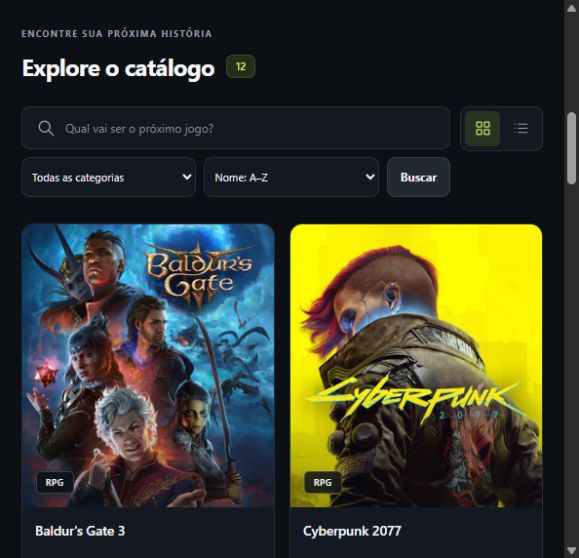 ENCONTRE SUA PRÓXIMA HISTÓRIA
Explore o catálogo 12
Qual vai ser o próximo jogo?
Todas as categorias Nome: A–Z Buscar
BALDUR'S
GATE
CYBERPUNK
2077
RPG RPG
Baldur's Gate 3 Cyberpunk 2077